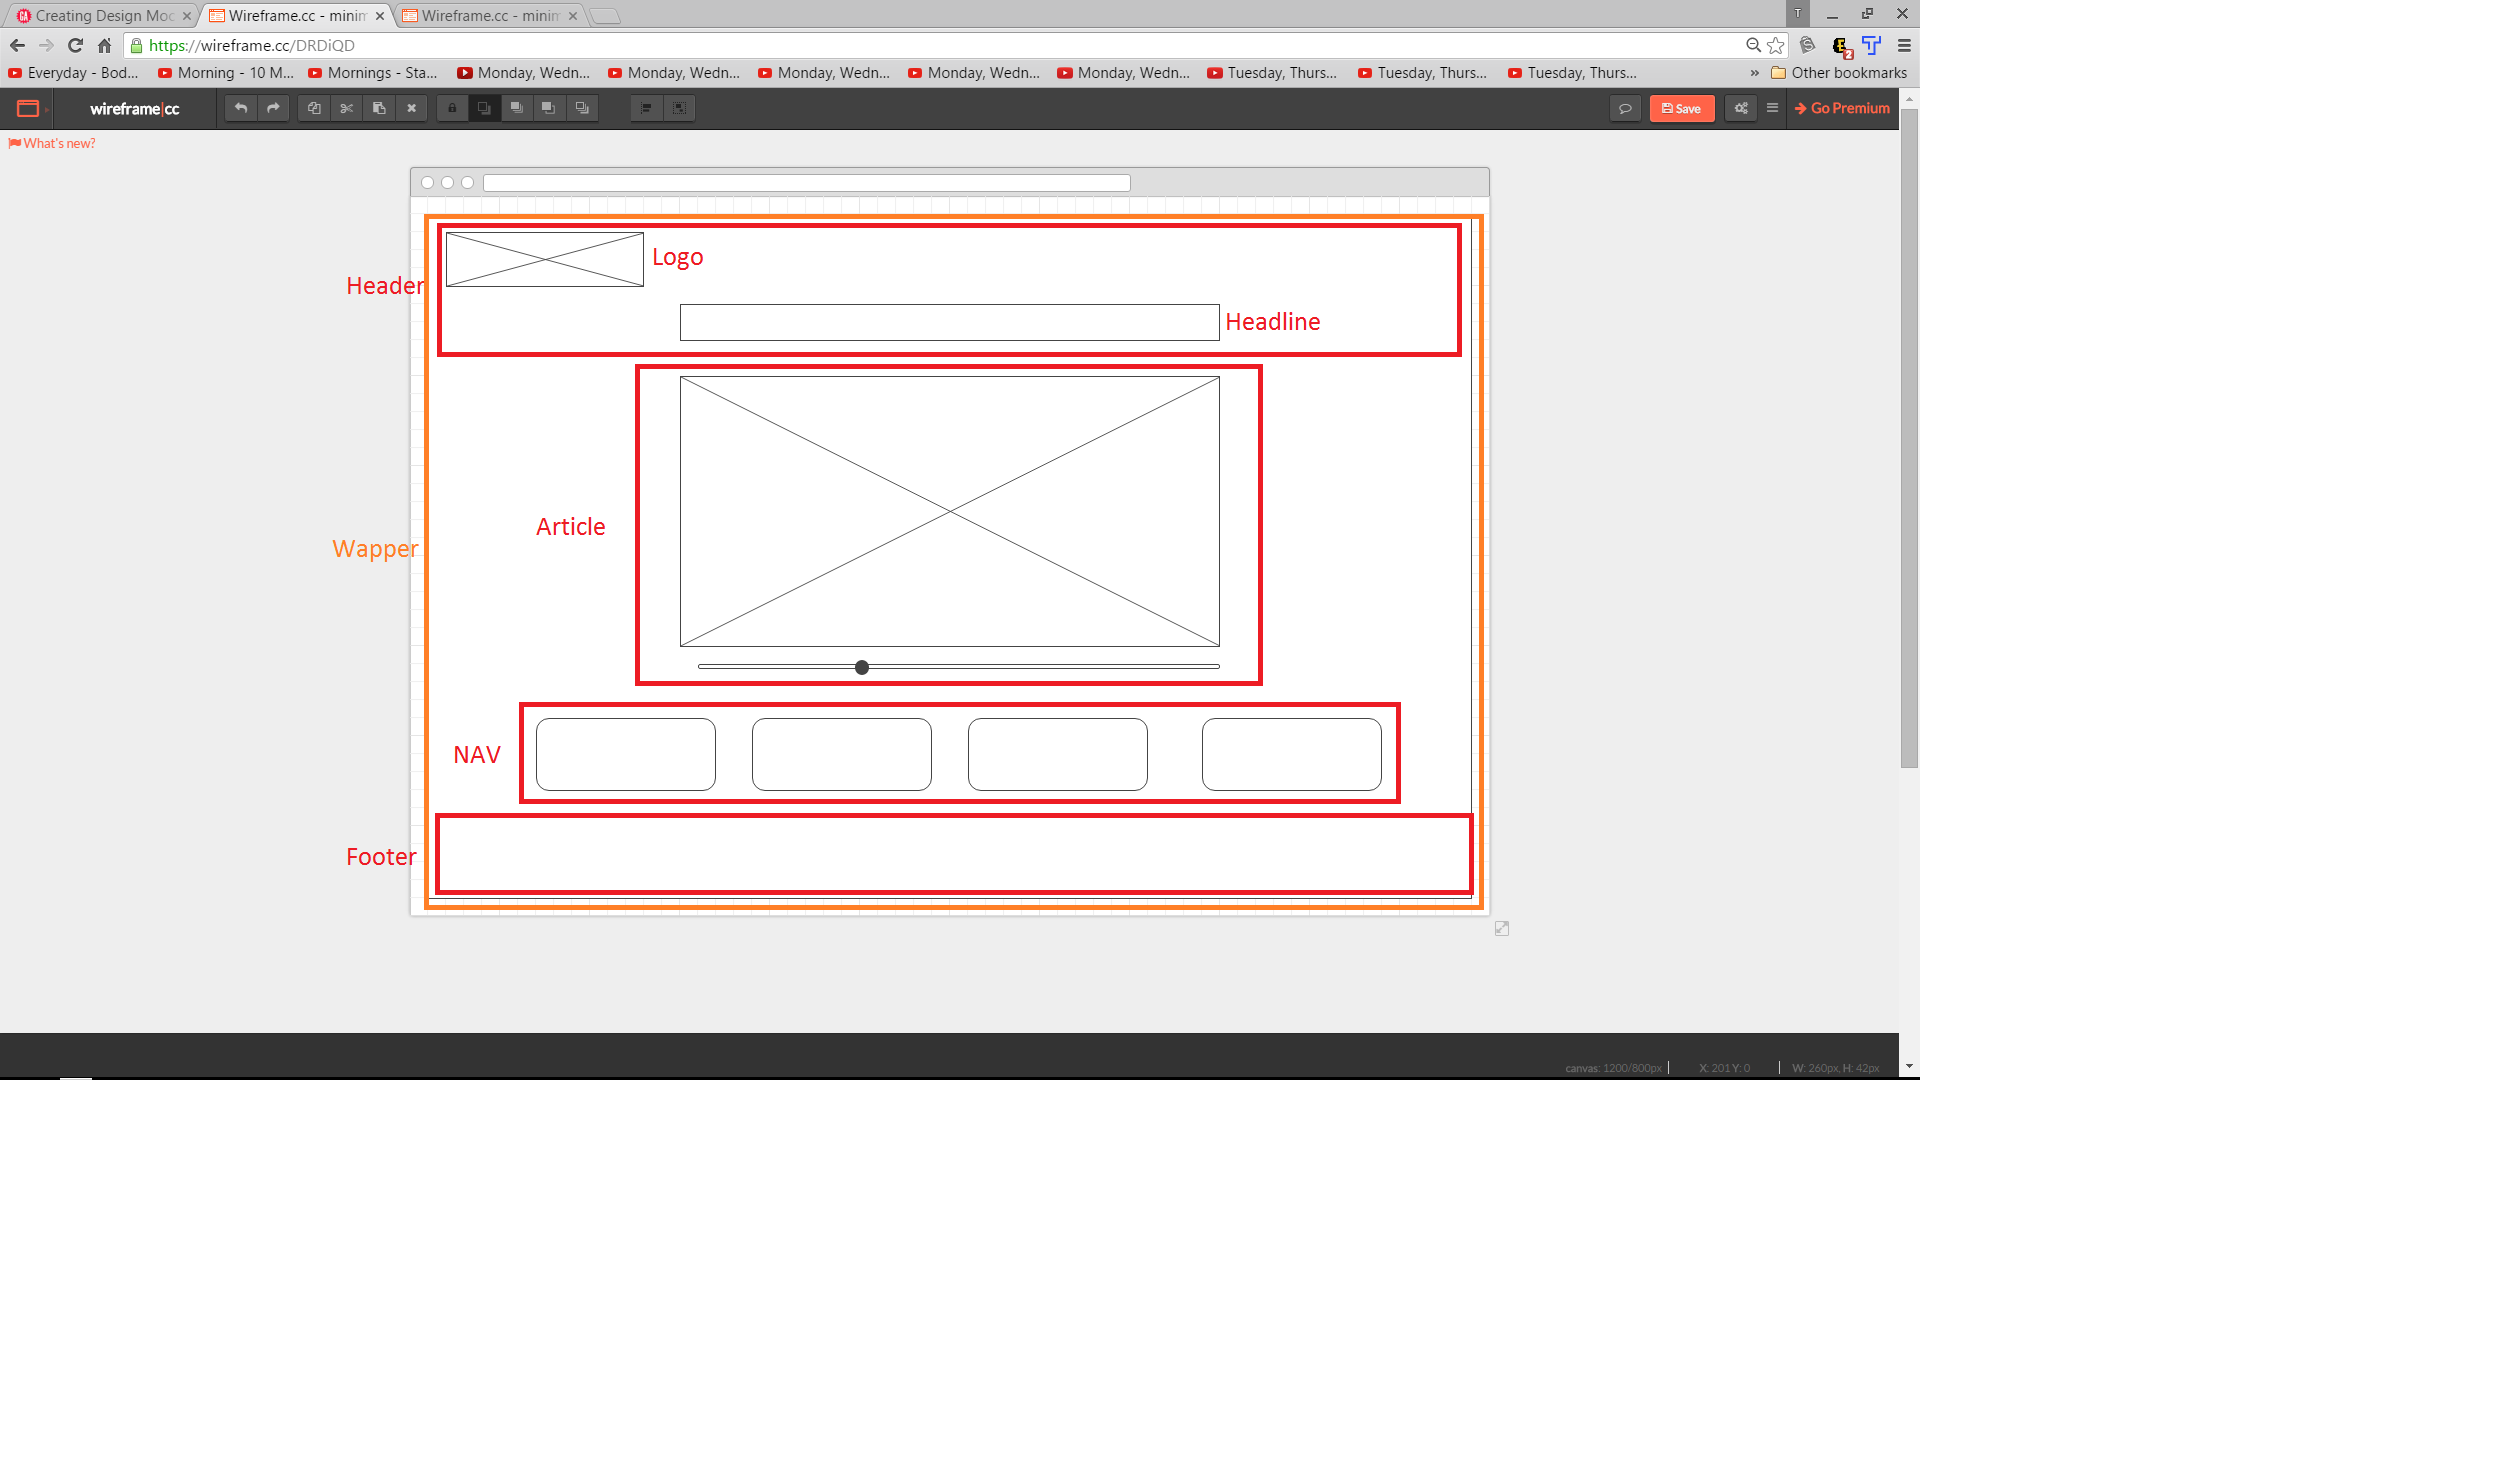 Creating Design Moc
Wireframe.cc - minim
Wireframe.cc - minim
T
https://wireframe.cc/DRDiQD
2
Everyday - Bod...
Morning - 10 M...
Mornings - Sta...
Monday, Wedn...
Monday, Wedn...
Monday, Wedn...
Monday, Wedn...
Monday, Wedn...
Tuesday, Thurs...
Tuesday, Thurs...
Tuesday, Thurs...
»
Other bookmarks
wireframe|cc
Save
Go Premium
What's new?
Logo
Header
Headline
Article
Wapper
NAV
Footer
canvas: 1200/800px
X: 201 Y: 0
W: 260px, H: 42px